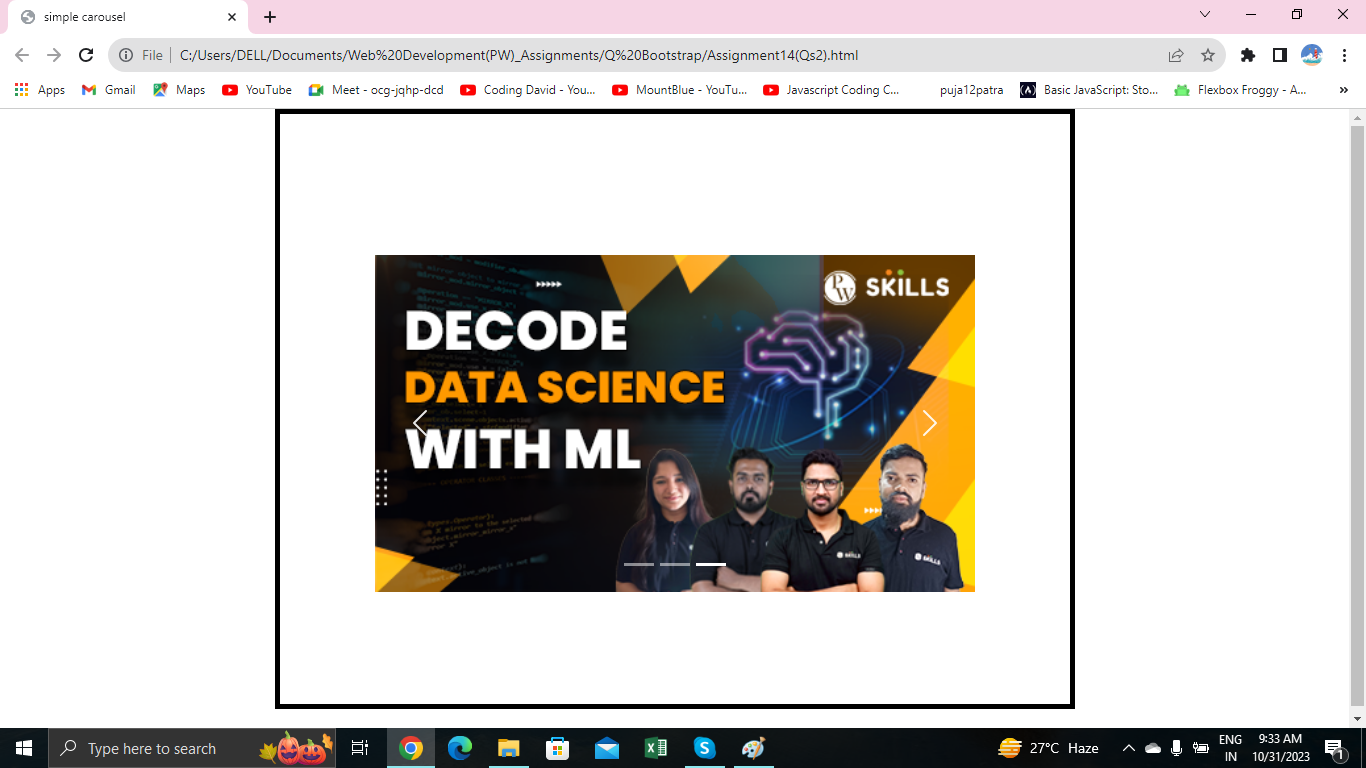 simple carousel
File
C:/Users/DELL/Documents/Web%20Development(PW)_Assignments/Q%20Bootstrap/Assignment14(Qs2).html
Apps
Gmail
Maps
YouTube
Meet - ocg-jqhp-dcd
Coding David - You...
MountBlue - YouTu...
Javascript Coding C...
puja12patra
Basic JavaScript: Sto...
Flexbox Froggy - A...
»
PW SKILLS
DECODE
DATA SCIENCE
WITH ML
SKILLS
SKILLS
Type here to search
27°C Haze
ENG
IN
9:33 AM
10/31/2023
1